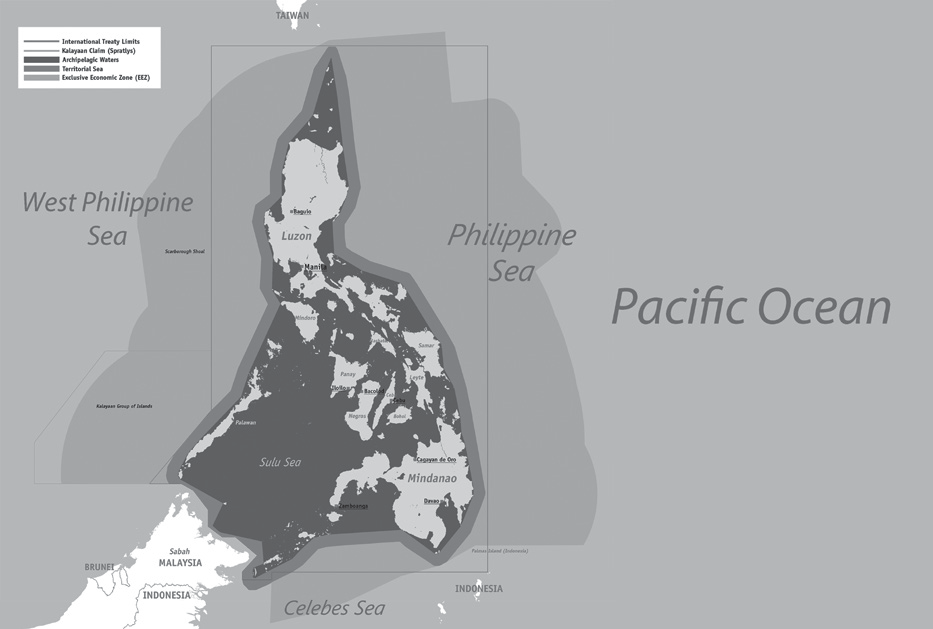 TAIWAN
International Treaty Limits
Kalayaan Claim (Spratlys)
Archipelagic Waters
Territorial Sea
Exclusive Economic Zone (EEZ)
West Philippine
Sea
Baguio
Luzon
Philippine
Sea
Scarborough Shoal
Manila
Pacific Ocean
Mindoro
Samar
Panay
Leyte
Iloilo
Bacolod
Cebu
Cebu
Kalayaan Group of Islands
Negros
Bohol
Palawan
Sulu Sea
Cagayan de Oro
Mindanao
Davao
Zamboanga
Palmas Island (Indonesia)
Sabah
MALAYSIA
BRUNEI
INDONESIA
INDONESIA
Celebes Sea